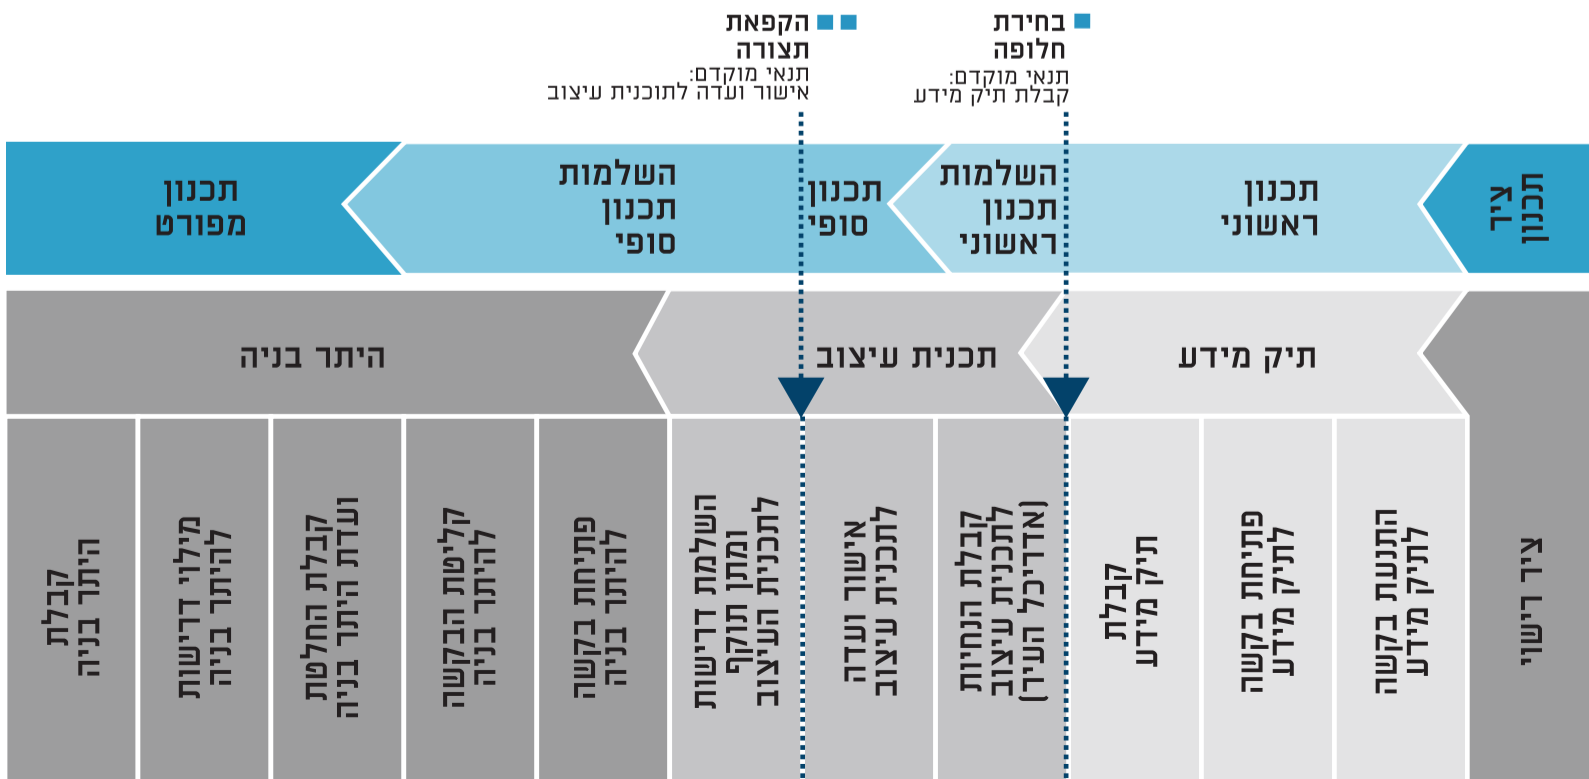 בחירת
חלופה
תנאי מוקדם:
קבלת תיק מידע
הקפאת
תצורה
תנאי מוקדם:
אישור ועדה לתוכנית עיצוב
ציר
תכנון
תכנון
ראשוני
השלמות
תכנון
ראשוני
תכנון
סופי
השלמות
תכנון
סופי
תכנון
מפורט
ציר רישוי
תיק מידע
תכנית עיצוב
היתר בניה
התנעת בקשה
לתיק מידע
פתיחת בקשה
לתיק מידע
קבלת
תיק מידע
קבלת הנחיות
לתכנית עיצוב
(אדריכל העיר)
אישור ועדה
לתכנית עיצוב
השלמת דרישות
ומתן תוקף
לתכנית העיצוב
פתיחת בקשה
להיתר בניה
קליטת הבקשה
להיתר בניה
קבלת החלטת
ועדת היתר בניה
מילוי דרישות
להיתר בניה
קבלת
היתר בניה